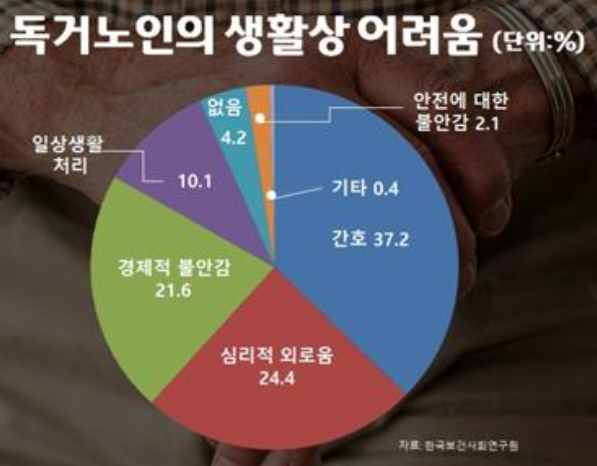 독거노인의 생활상 어려움 (단위:%)
없음
4.2
안전에 대한
불안감 2.1
일상생활
처리
10.1
기타 0.4
간호 37.2
경제적 불안감
21.6
심리적 외로움
24.4
자료: 한국보건사회연구원